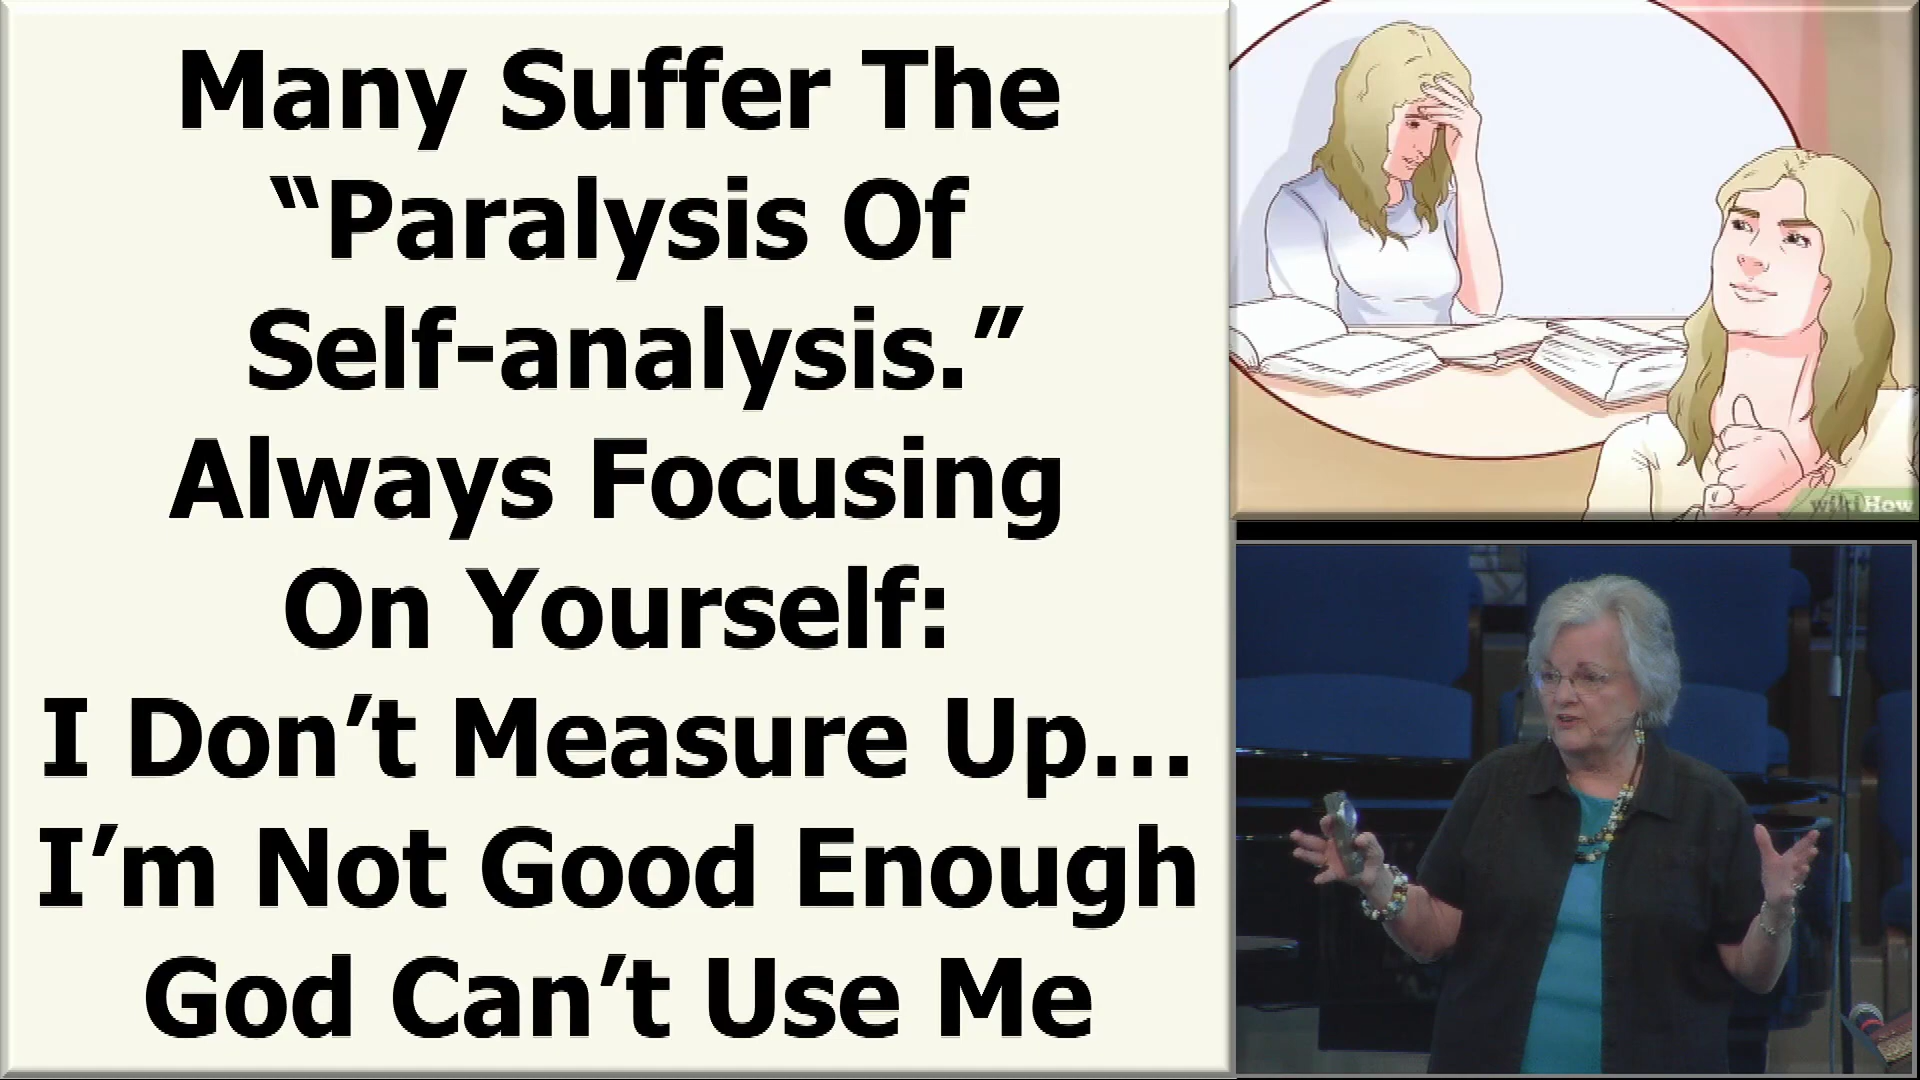 Many Suffer The
“Paralysis Of
Self-analysis.”
Always Focusing
On Yourself:
I Don’t Measure Up...
I’m Not Good Enough
God Can’t Use Me
wikiHow